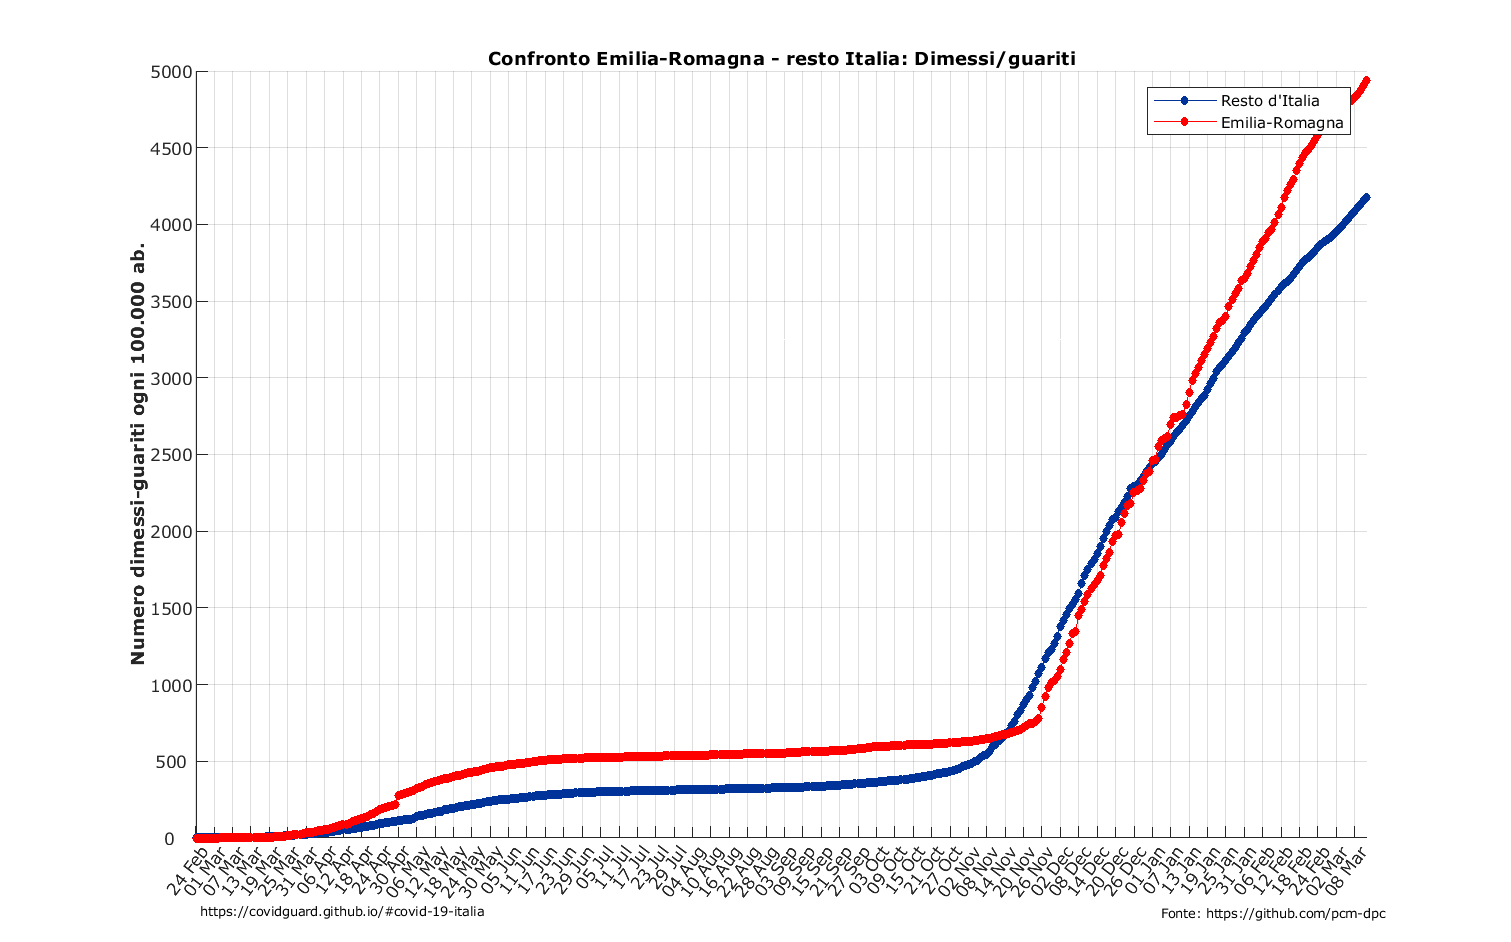 Confronto Emilia-Romagna - resto Italia: Dimessi/guariti
Resto d'Italia
Emilia-Romagna
Numero dimessi-guariti ogni 100.000 ab.
5000
4500
4000
3500
3000
2500
2000
1500
1000
500
0
24 Feb
01 Mar
07 Mar
13 Mar
19 Mar
25 Mar
31 Mar
06 Apr
12 Apr
18 Apr
24 Apr
30 Apr
06 May
12 May
18 May
24 May
30 May
05 Jun
11 Jun
17 Jun
23 Jun
29 Jun
05 Jul
11 Jul
17 Jul
23 Jul
29 Jul
04 Aug
10 Aug
16 Aug
22 Aug
28 Aug
03 Sep
09 Sep
15 Sep
21 Sep
27 Sep
03 Oct
09 Oct
15 Oct
21 Oct
27 Oct
02 Nov
08 Nov
14 Nov
20 Nov
26 Nov
02 Dec
08 Dec
14 Dec
20 Dec
26 Dec
01 Jan
07 Jan
13 Jan
19 Jan
25 Jan
31 Jan
06 Feb
12 Feb
18 Feb
24 Feb
02 Mar
08 Mar
https://covidguard.github.io/#covid-19-italia
Fonte: https://github.com/pcm-dpc